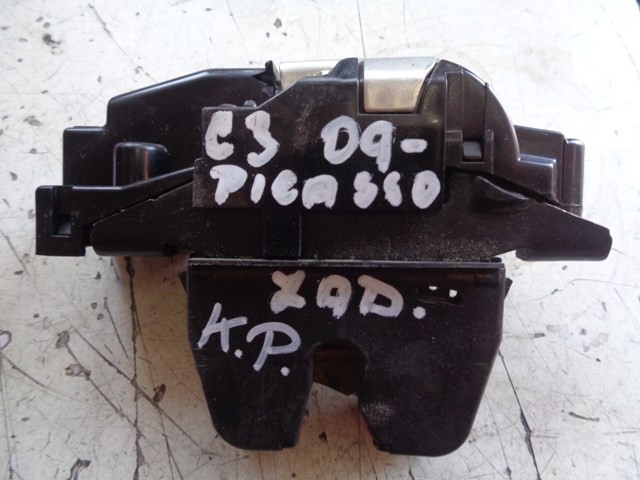 C3 09-
PICASSO
ZAD.
K.P.